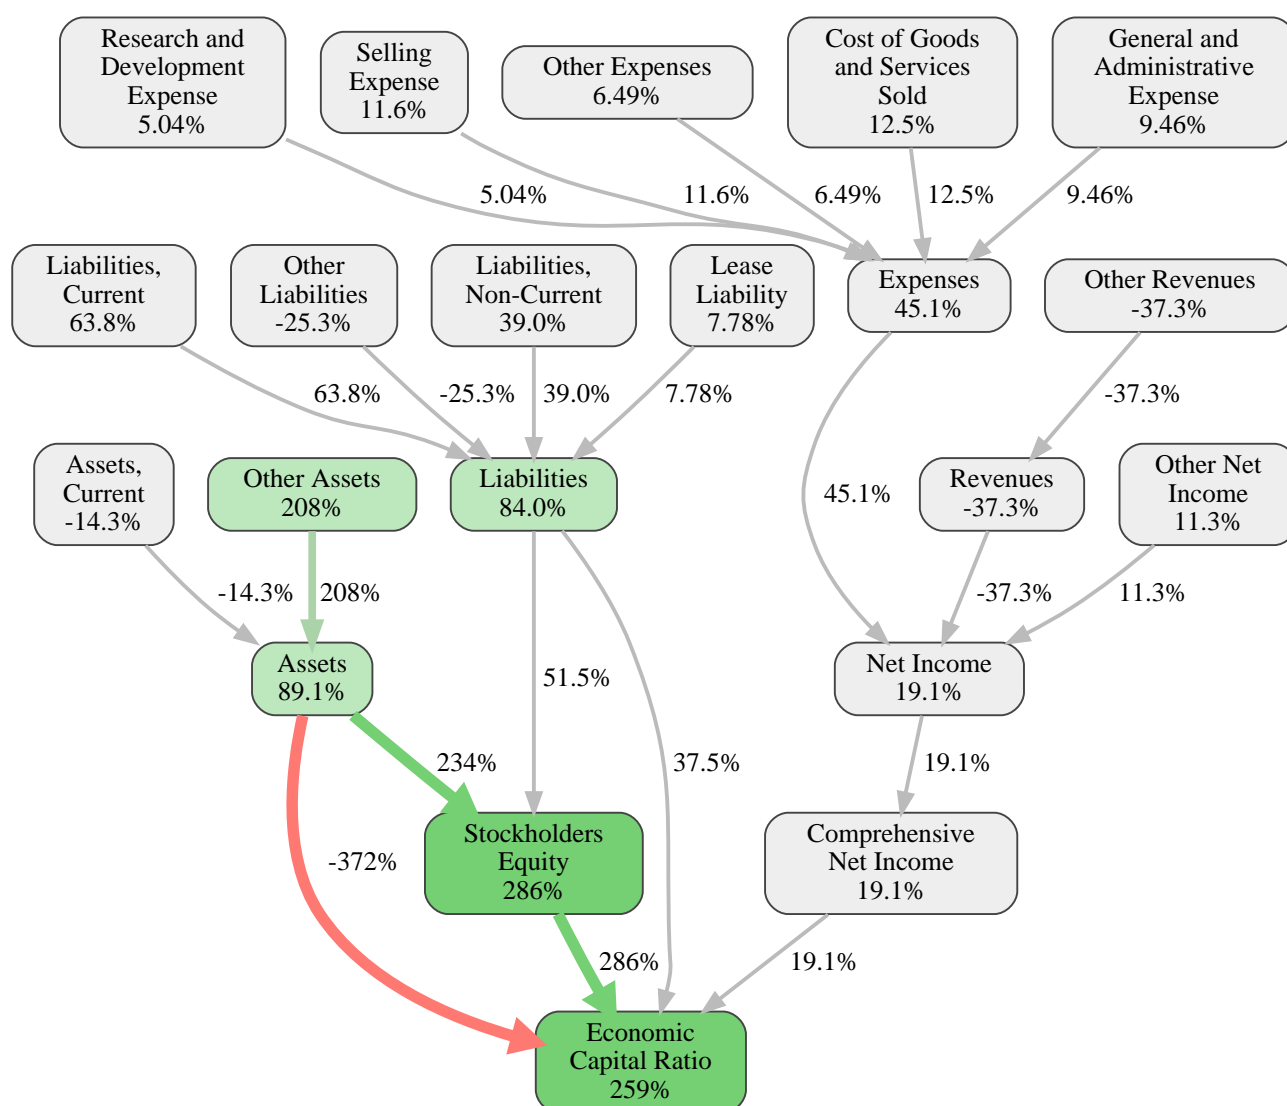 Research and
Development
Expense
5.04%
Selling
Expense
11.6%
Other Expenses
6.49%
Cost of Goods
and Services
Sold
12.5%
General and
Administrative
Expense
9.46%
5.04%
11.6%
6.49%
12.5%
9.46%
Liabilities,
Current
63.8%
Other
Liabilities
-25.3%
Liabilities,
Non-Current
39.0%
Lease
Liability
7.78%
Expenses
45.1%
Other Revenues
-37.3%
63.8%
-25.3%
39.0%
7.78%
-37.3%
Assets,
Current
-14.3%
Other Assets
208%
Liabilities
84.0%
45.1%
Revenues
-37.3%
Other Net
Income
11.3%
-14.3%
208%
-37.3%
11.3%
Assets
89.1%
51.5%
Net Income
19.1%
234%
37.5%
19.1%
-372%
Stockholders
Equity
286%
Comprehensive
Net Income
19.1%
286%
19.1%
Economic
Capital Ratio
259%